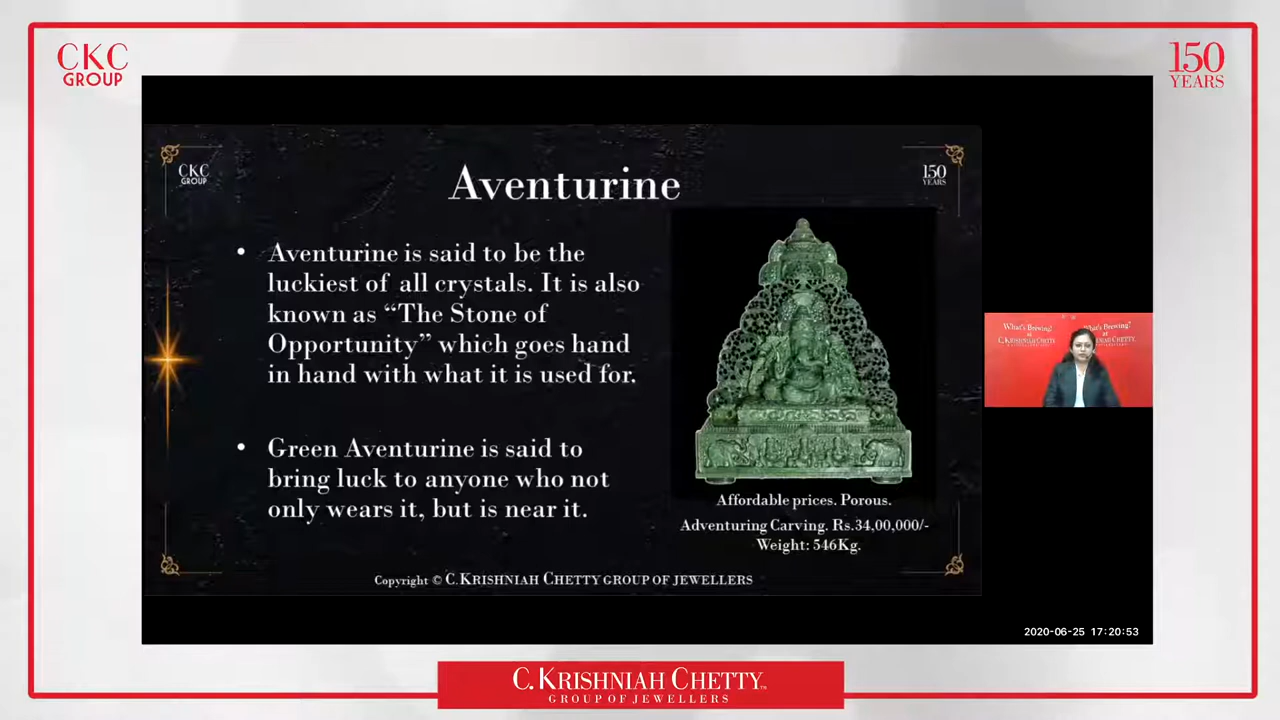 CKC
GROUP
150
YEARS
CKC
GROUP
Aventurine
150
YEARS
• Aventurine is said to be the
luckiest of all crystals. It is also
known as “The Stone of
Opportunity” which goes hand
in hand with what it is used for.
• Green Aventurine is said to
bring luck to anyone who not
only wears it, but is near it.
Affordable prices. Porous.
Adventuring Carving. Rs.34,00,000/-
Weight: 546Kg.
Copyright © C.KRISHNIAH CHETTY GROUP OF JEWELLERS
What's Brewing?
at
C.KRISHNIAH CHETTY
What's Brewing?
at
CHETTY
2020-06-25 17:20:53
C.KRISHNIAH CHETTY™
GROUP OF JEWELLERS